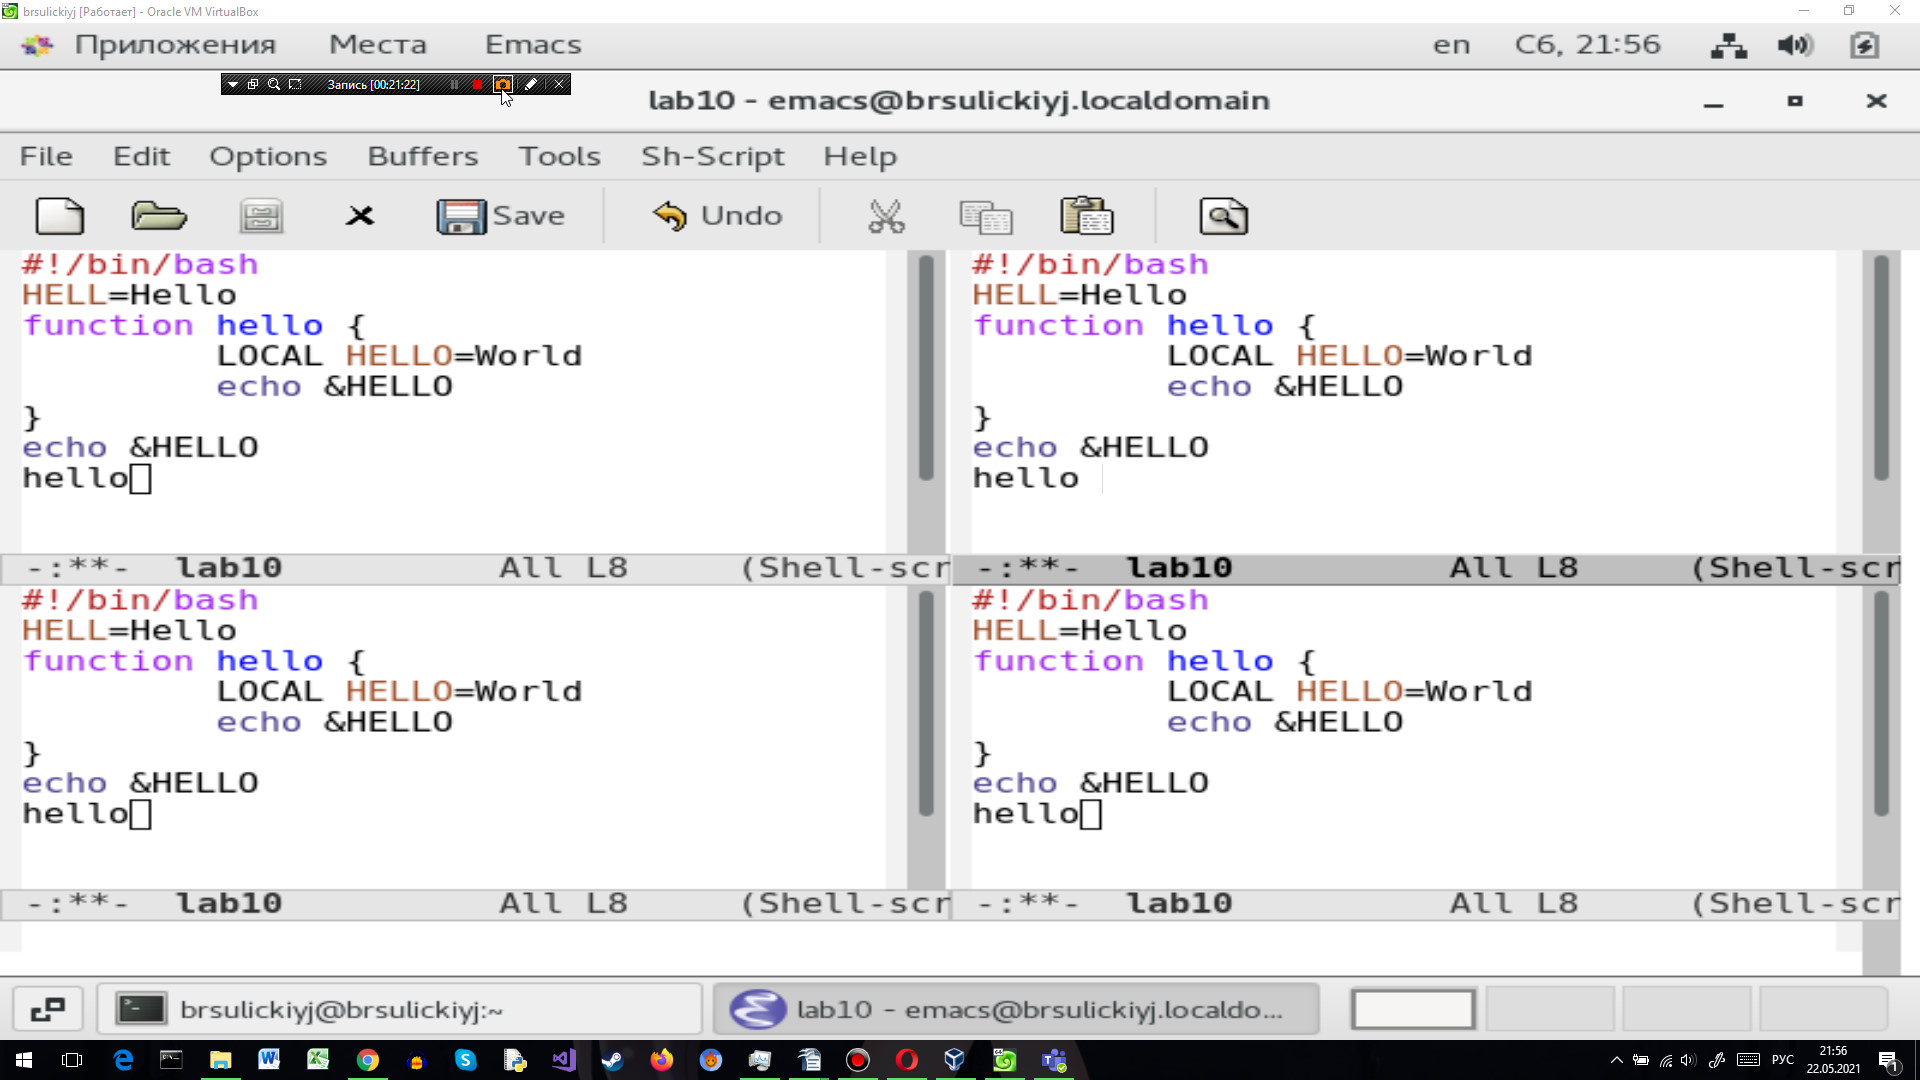 brsulickiyj [Работает] - Oracle VM VirtualBox
Приложения Места Emacs en Сб, 21:56
Запись [00:21:22]
lab10 - emacs@brsulickiyj.localdomain
File Edit Options Buffers Tools Sh-Script Help
Save Undo
#!/bin/bash
HELL=Hello
function hello {
LOCAL HELLO=World
echo &HELLO
}
echo &HELLO
hello
-:**- lab10 All L8 (Shell-scr
#!/bin/bash
HELL=Hello
function hello {
LOCAL HELLO=World
echo &HELLO
}
echo &HELLO
hello
-:**- lab10 All L8 (Shell-scr
#!/bin/bash
HELL=Hello
function hello {
LOCAL HELLO=World
echo &HELLO
}
echo &HELLO
hello
-:**- lab10 All L8 (Shell-scr
#!/bin/bash
HELL=Hello
function hello {
LOCAL HELLO=World
echo &HELLO
}
echo &HELLO
hello
-:**- lab10 All L8 (Shell-scr
brsulickiyj@brsulickiyj:~ lab10 - emacs@brsulickiyj.localdo...
РУС 21:56
22.05.2021
1